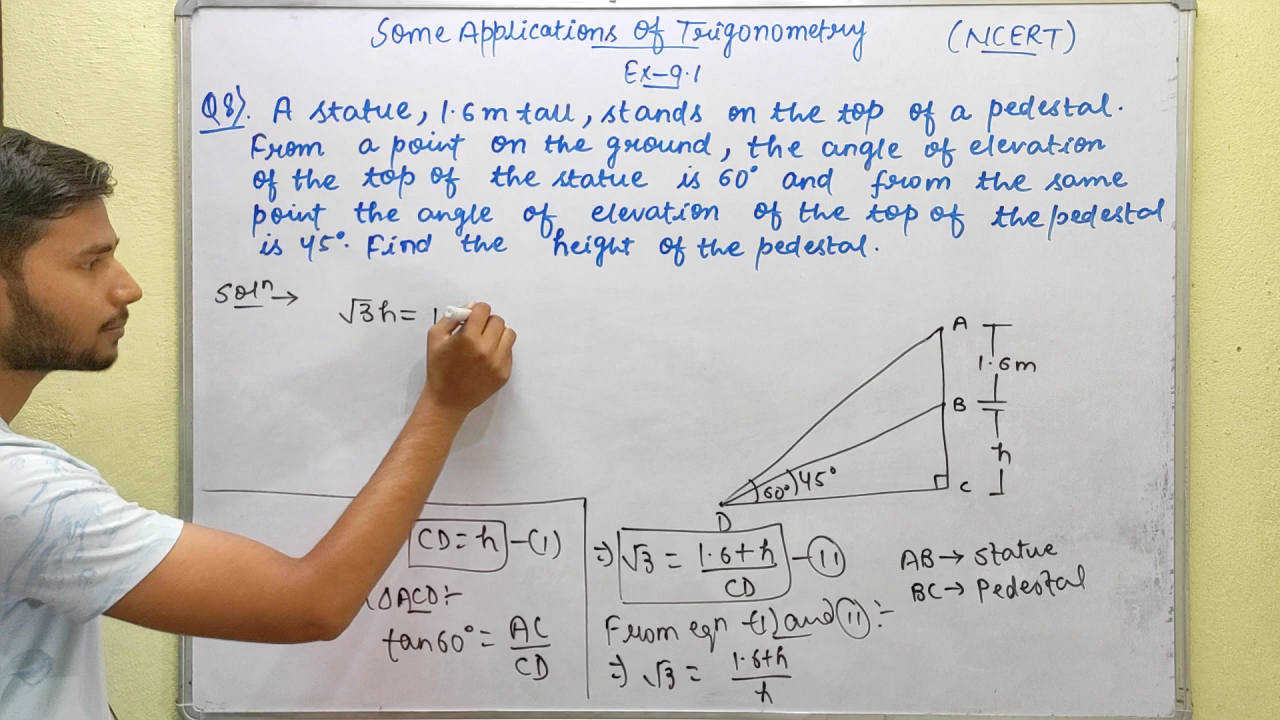 Some Applications Of Trigonometry (NCERT)
Ex-9.1
Q8). A statue, 1.6m tall, stands on the top of a pedestal.
From a point on the ground, the angle of elevation
of the top of the statue is 60° and from the same
point the angle of elevation of the top of the pedestal
is 45°. Find the height of the pedestal.
Solⁿ→
√3h = 1
CD = h -(1)
ΔACD:-
tan60° = AC/CD
⇒ √3 = 1.6+h/CD -(11)
From eqn -(1) and (11):-
⇒ √3 = 1.6+h/h
A
1.6m
B
h
C
60° 45°
D
AB→ Statue
BC→ Pedestal